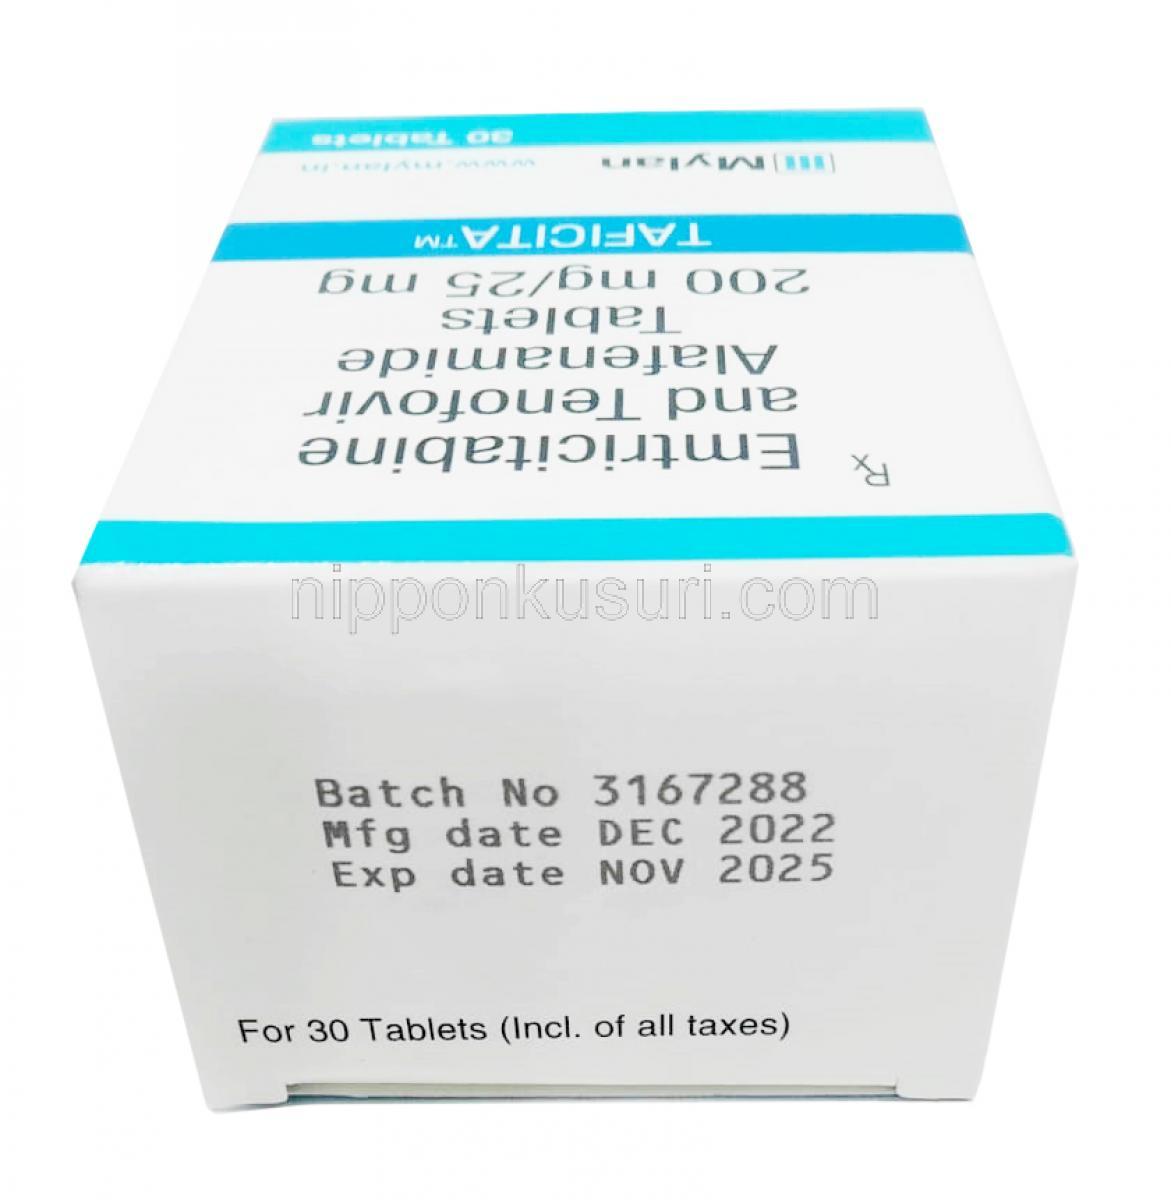 ℞ Emtricitabine
and Tenofovir
Alafenamide
Tablets
200 mg/25 mg
TAFICITA™
Mylan www.mylan.in
30 Tablets
nipponkusuri.com
Batch No 3167288
Mfg date DEC 2022
Exp date NOV 2025
For 30 Tablets (Incl. of all taxes)